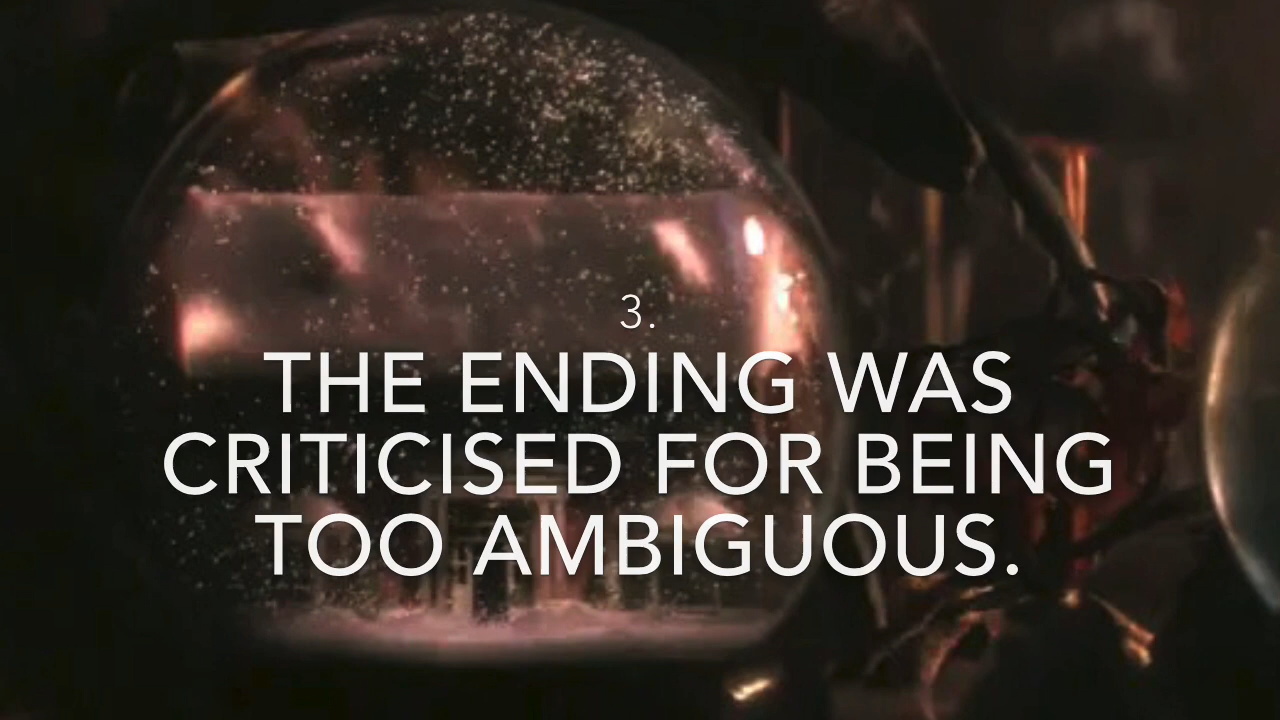 3.
THE ENDING WAS
CRITICISED FOR BEING
TOO AMBIGUOUS.